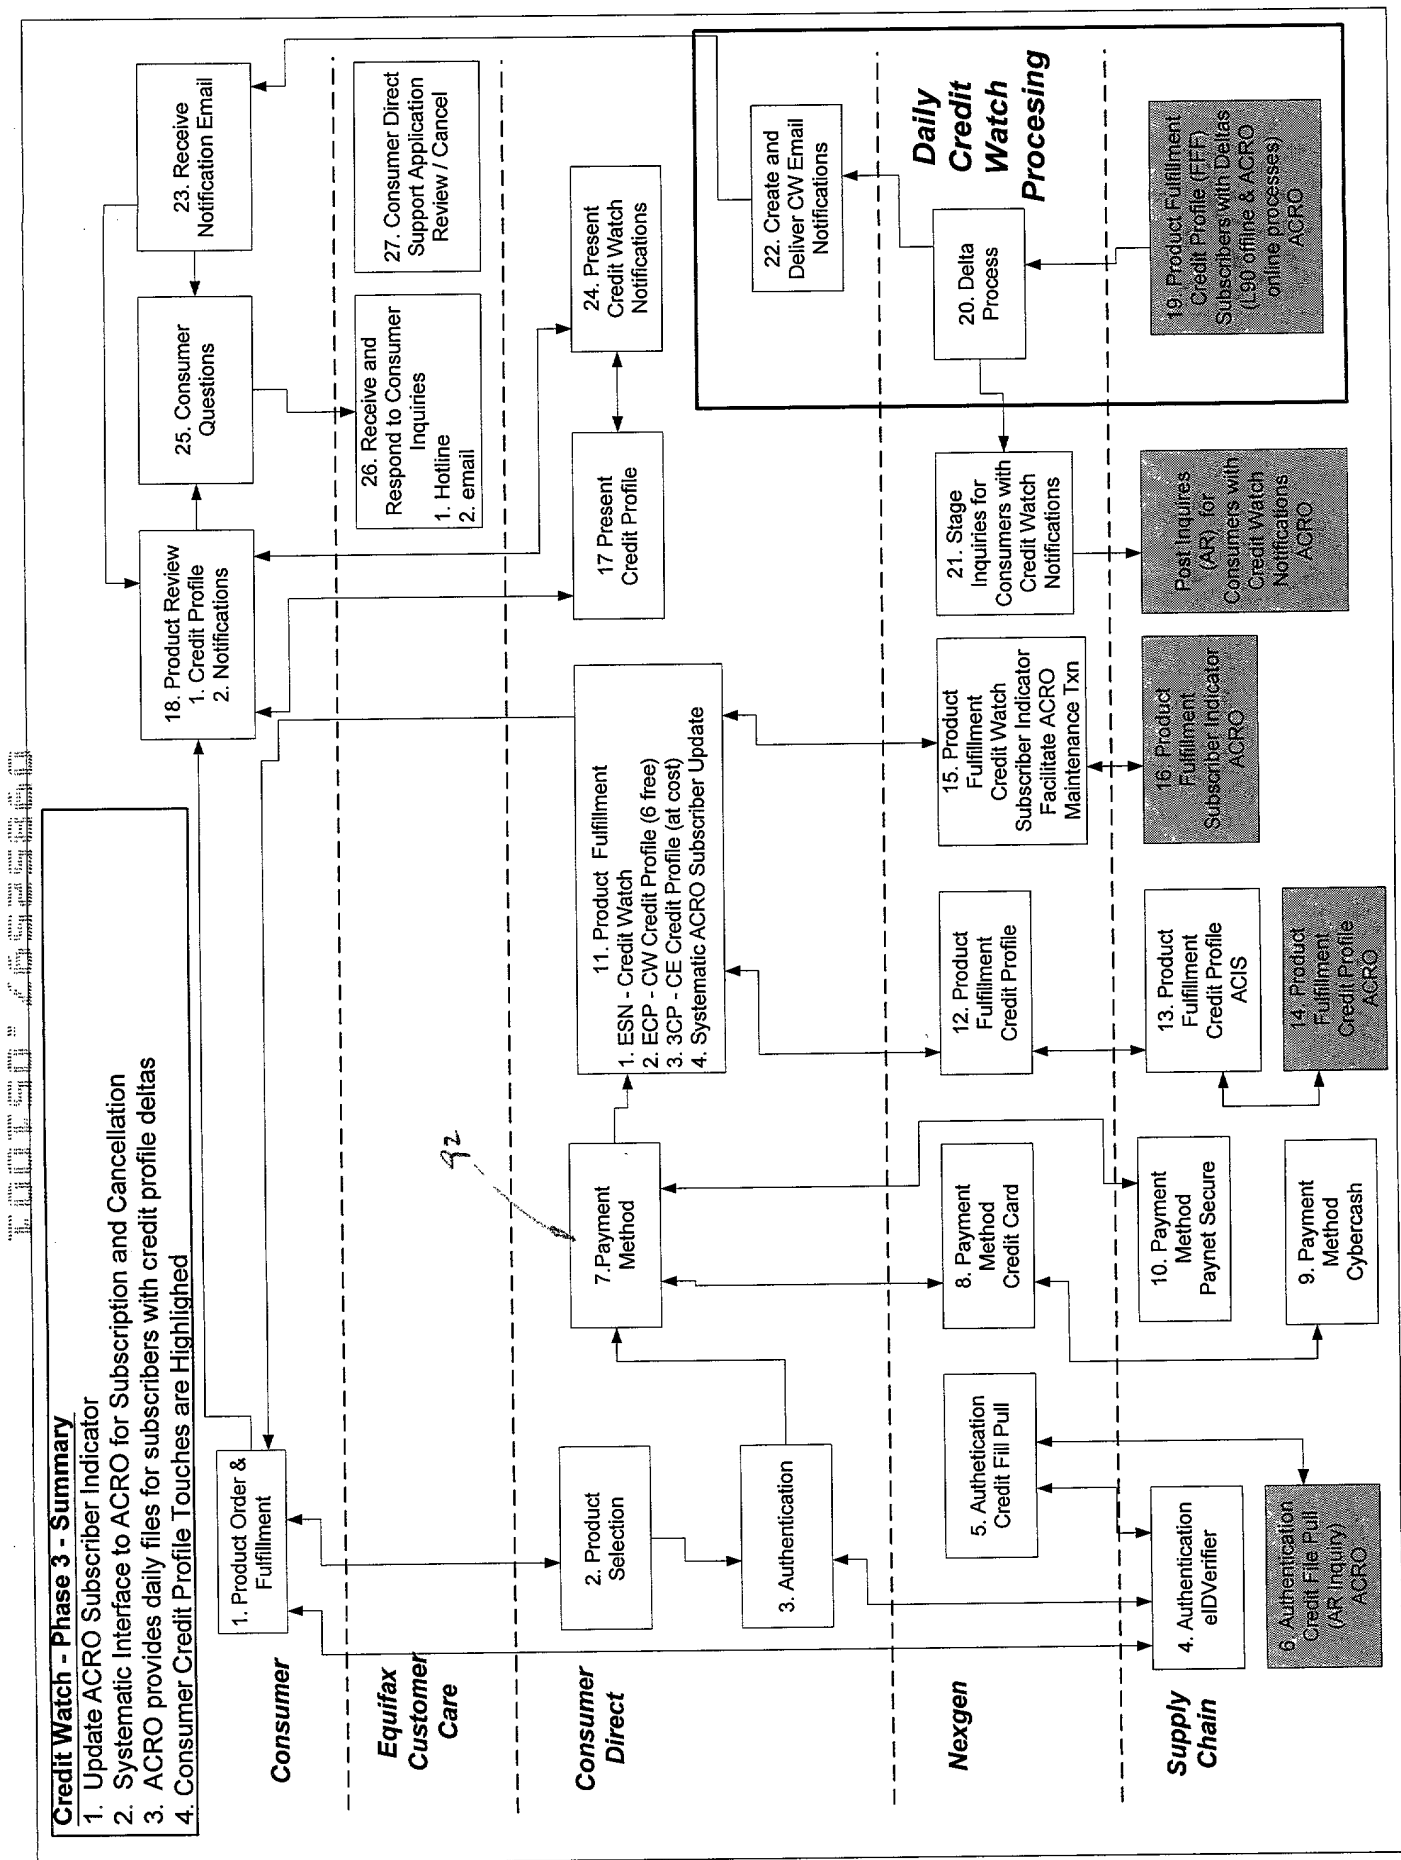 Credit Watch - Phase 3 - Summary
1. Update ACRO Subscriber Indicator
2. Systematic Interface to ACRO for Subscription and Cancellation
3. ACRO provides daily files for subscribers with credit profile deltas
4. Consumer Credit Profile Touches are Highlighed
Consumer
1. Product Order &
Fulfillment
18. Product Review
1. Credit Profile
2. Notifications
25. Consumer
Questions
23. Receive
Notification Email
Equifax
Customer
Care
26. Receive and
Respond to Consumer
Inquiries
1. Hotline
2. email
27. Consumer Direct
Support Application
Review / Cancel
Consumer
Direct
2. Product
Selection
3. Authentication
92
7.Payment
Method
11. Product Fulfillment
1. ESN - Credit Watch
2. ECP - CW Credit Profile (6 free)
3. 3CP - CE Credit Profile (at cost)
4. Systematic ACRO Subscriber Update
17 Present
Credit Profile
24. Present
Credit Watch
Notifications
22. Create and
Deliver CW Email
Notifications
Nexgen
5. Authetication
Credit Fill Pull
8. Payment
Method
Credit Card
12. Product
Fulfillment
Credit Profile
15. Product
Fulfillment
Credit Watch
Subscriber Indicator
Facilitate ACRO
Maintenance Txn
21. Stage
Inquiries for
Consumers with
Credit Watch
Notifications
20. Delta
Process
Daily
Credit
Watch
Procesing
Supply
Chain
4. Authentication
eIDVerifier
6. Authentication
Credit File Pull
(AR Inquiry)
ACRO
10. Payment
Method
Paynet Secure
9. Payment
Method
Cybercash
13. Product
Fulfillment
Credit Profile
ACIS
14. Product
Fulfillment
Credit Profile
ACRO
16. Product
Fulfillment
Subscriber Indicator
ACRO
Post Inquires
(AR) for
Consumers with
Credit Watch
Notifications
ACRO
19. Product Fulfillment
Credit Profile (FFF)
Subscribers with Deltas
(L90 offline & ACRO
online processes)
ACRO